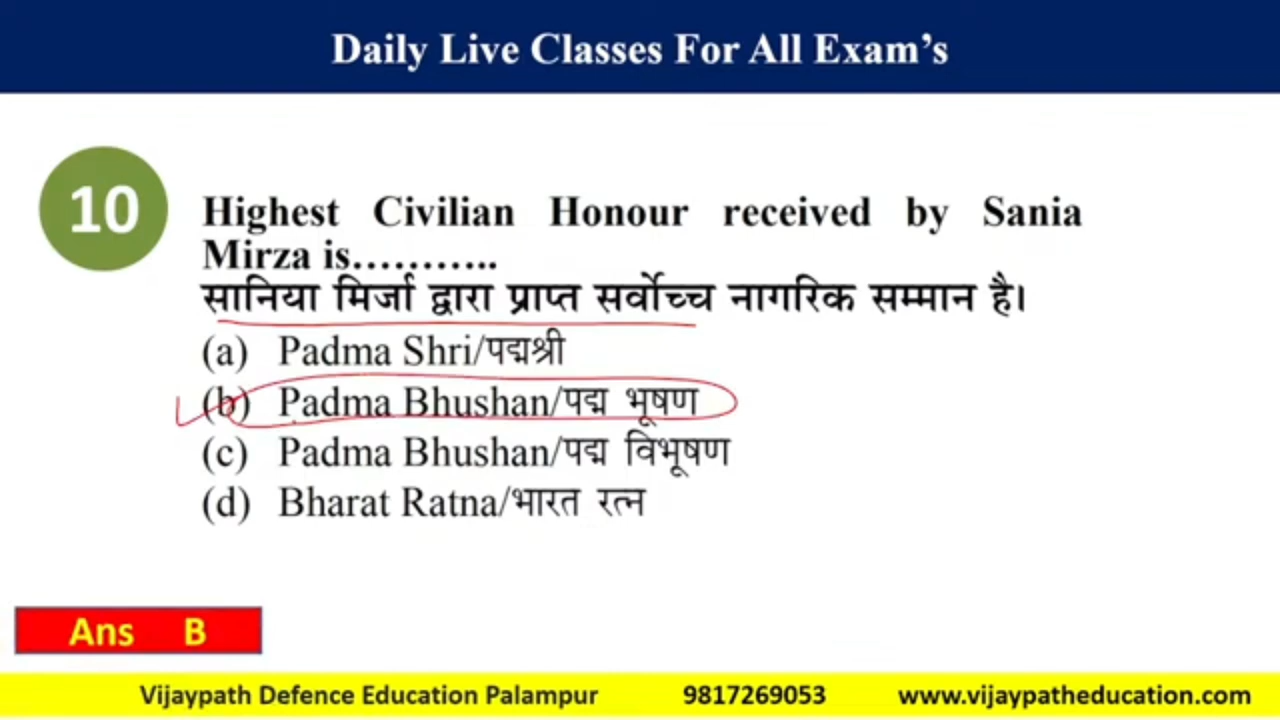 Daily Live Classes For All Exam's
10
Highest Civilian Honour received by Sania
Mirza is...........
सानिया मिर्जा द्वारा प्राप्त सर्वोच्च नागरिक सम्मान है।
(a) Padma Shri/पद्मश्री
(b) Padma Bhushan/पद्म भूषण
(c) Padma Bhushan/पद्म विभूषण
(d) Bharat Ratna/भारत रत्न
Ans B
Vijaypath Defence Education Palampur 9817269053 www.vijaypatheducation.com